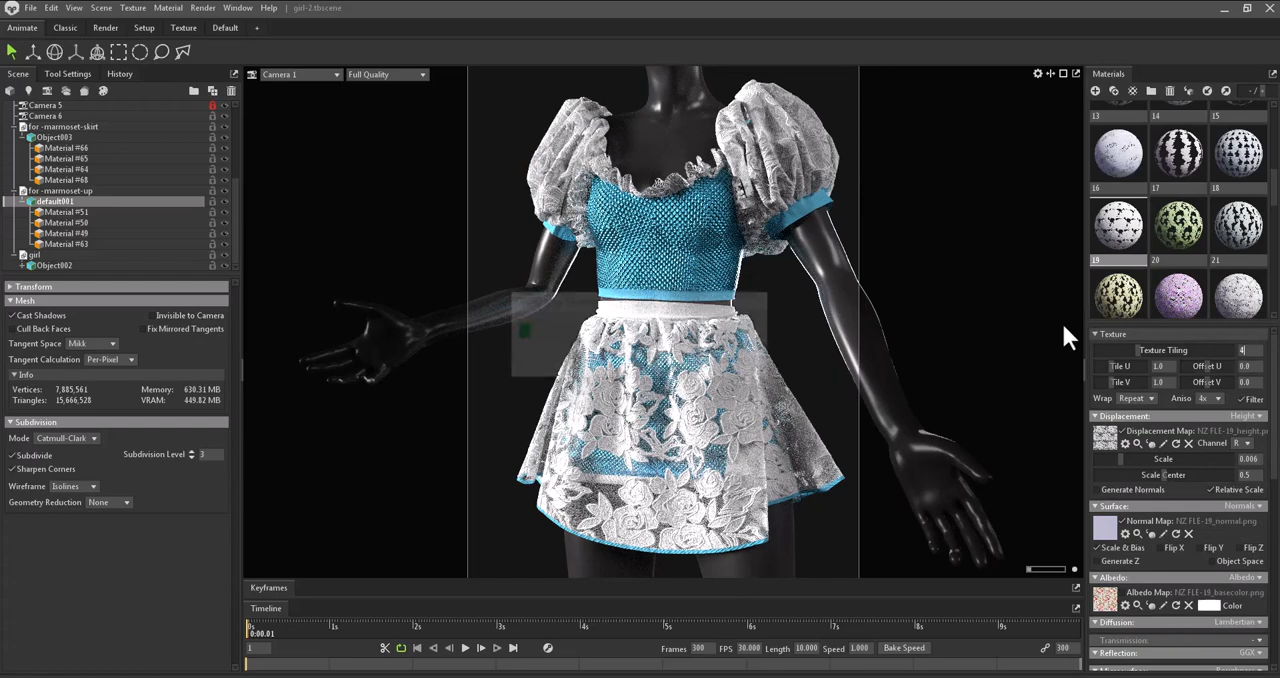 File Edit View Scene Texture Material Render Window Help girl-2.tbscene
Animate Classic Render Setup Texture Default +
Scene Tool Settings History
Camera 5
Camera 6
for -marmoset-skirt
Object003
Material #66
Material #65
Material #64
Material #68
for -marmoset-up
default001
Material #51
Material #50
Material #49
Material #63
girl
Object002
Transform
Mesh
Cast Shadows Invisible to Camera
Cull Back Faces Fix Mirrored Tangents
Tangent Space Mikk
Tangent Calculation Per-Pixel
Info
Vertices: 7,885,561 Memory: 630.31 MB
Triangles: 15,666,528 VRAM: 449.82 MB
Subdivision
Mode Catmull-Clark
Subdivide Subdivision Level 3
Sharpen Corners
Wireframe Isolines
Geometry Reduction None
Camera 1 Full Quality
Keyframes
Timeline
0s 1s 2s 3s 4s 5s 6s 7s 8s 9s
0:00.01
1 Frames 300 FPS 30.000 Length 10.000 Speed 1.000 Bake Speed 300
Materials
- /
13 14 15
16 17 18
19 20 21
Texture
Texture Tiling 4
Tile U 1.0 Offset U 0.0
Tile V 1.0 Offset V 0.0
Wrap Repeat Aniso 4x Filter
Displacement: Height
Displacement Map: NZ FLE-19_height.pr
Channel R
Scale 0.006
Scale Center 0.5
Generate Normals Relative Scale
Surface: Normals
Normal Map: NZ FLE-19_normal.png
Scale & Bias Flip X Flip Y Flip Z
Generate Z Object Space
Albedo: Albedo
Albedo Map: NZ FLE-19_basecolor.png
Color
Diffusion: Lambertian
Transmission: -
Reflection: GGX